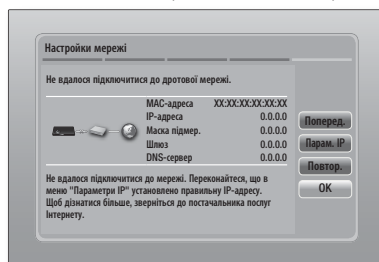 Настройки мережі
Не вдалося підключитися до дротової мережі.
MAC-адреса XX:XX:XX:XX:XX:XX
IP-адреса 0.0.0.0
Маска підмер. 0.0.0.0
Шлюз 0.0.0.0
DNS-сервер 0.0.0.0
Поперед.
Парам. IP
Повтор.
OK
Не вдалося підключитися до мережі. Переконайтеся, що в
меню "Параметри IP" установлено правильну IP-адресу.
Щоб дізнатися більше, зверніться до постачальника послуг
Інтернету.